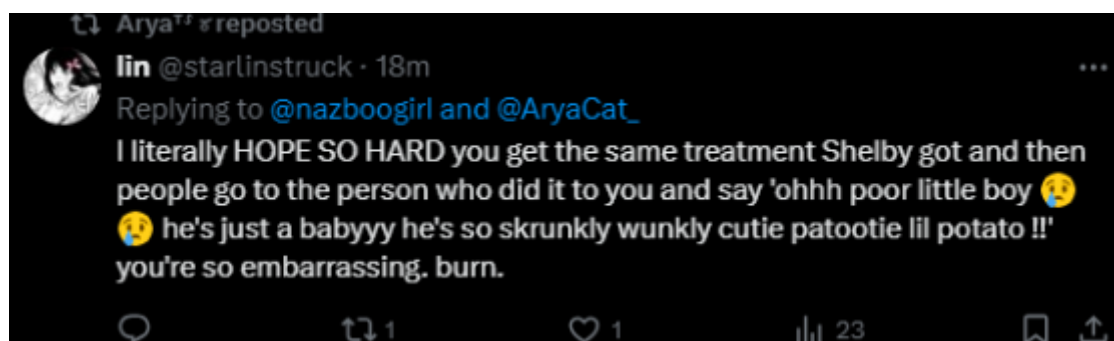 Arya reposted
lin @starlinstruck · 18m
Replying to @nazboogirl and @AryaCat_
I literally HOPE SO HARD you get the same treatment Shelby got and then
people go to the person who did it to you and say 'ohhh poor little boy 😢
😢 he's just a babyyy he's so skrunkly wunkly cutie patootie lil potato !!'
you're so embarrassing. burn.
1 1 23